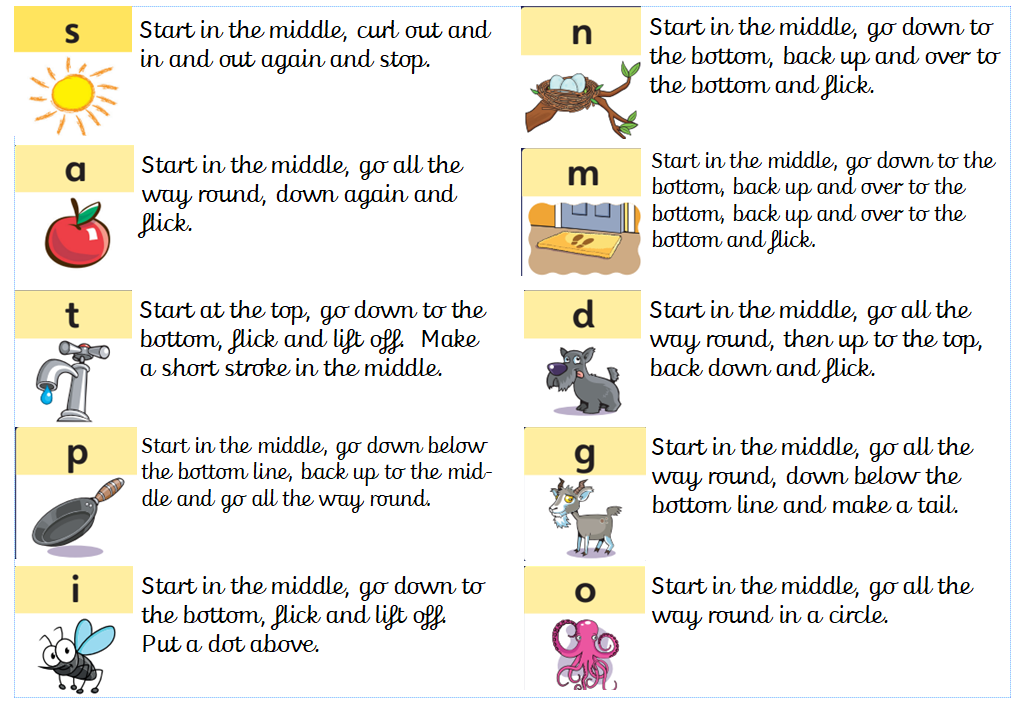 s
Start in the middle, curl out and
in and out again and stop.
a
Start in the middle, go all the
way round, down again and
flick.
t
Start at the top, go down to the
bottom, flick and lift off. Make
a short stroke in the middle.
p
Start in the middle, go down below
the bottom line, back up to the mid-
dle and go all the way round.
i
Start in the middle, go down to
the bottom, flick and lift off.
Put a dot above.
n
Start in the middle, go down to
the bottom, back up and over to
the bottom and flick.
m
Start in the middle, go down to the
bottom, back up and over to the
bottom, back up and over to the
bottom and flick.
d
Start in the middle, go all the
way round, then up to the top,
back down and flick.
g
Start in the middle, go all the
way round, down below the
bottom line and make a tail.
o
Start in the middle, go all the
way round in a circle.